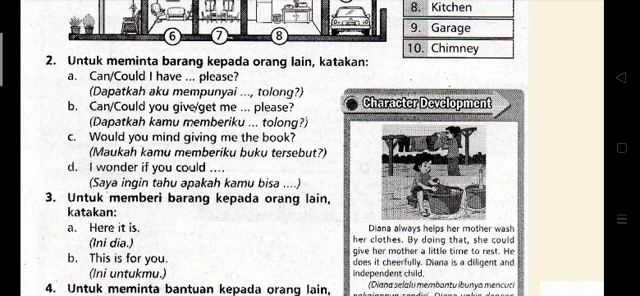 6
7
8
8. Kitchen
9. Garage
10. Chimney
2. Untuk meminta barang kepada orang lain, katakan:
a. Can/Could I have ... please?
(Dapatkah aku mempunyai ..., tolong?)
b. Can/Could you give/get me ... please?
(Dapatkah kamu memberiku ... tolong?)
c. Would you mind giving me the book?
(Maukah kamu memberiku buku tersebut?)
d. I wonder if you could ....
(Saya ingin tahu apakah kamu bisa ....)
3. Untuk memberi barang kepada orang lain,
katakan:
a. Here it is.
(Ini dia.)
b. This is for you.
(Ini untukmu.)
4. Untuk meminta bantuan kepada orang lain,
Character Development
Diana always helps her mother wash
her clothes. By doing that, she could
give her mother a little time to rest. He
does it cheerfully. Diana is a diligent and
independent child.
(Diana selalu membantu ibunya mencuci